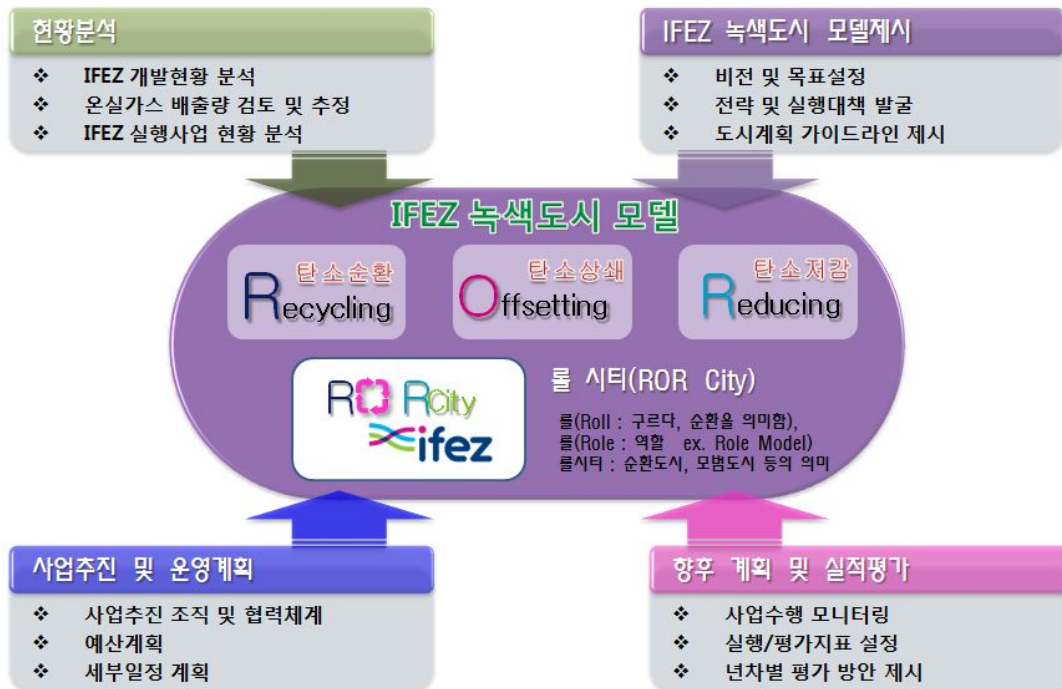 현황분석
❖ IFEZ 개발현황 분석
❖ 온실가스 배출량 검토 및 추정
❖ IFEZ 실행사업 현황 분석
IFEZ 녹색도시 모델제시
❖ 비전 및 목표설정
❖ 전략 및 실행대책 발굴
❖ 도시계획 가이드라인 제시
IFEZ 녹색도시 모델
탄소순환
Recycling
탄소상쇄
Offsetting
탄소저감
Reducing
ROR City
ifez
롤 시티(ROR City)
롤(Roll : 구르다, 순환을 의미함),
롤(Role : 역할 ex. Role Model)
롤시티 : 순환도시, 모범도시 등의 의미
사업추진 및 운영계획
❖ 사업추진 조직 및 협력체계
❖ 예산계획
❖ 세부일정 계획
향후 계획 및 실적평가
❖ 사업수행 모니터링
❖ 실행/평가지표 설정
❖ 년차별 평가 방안 제시